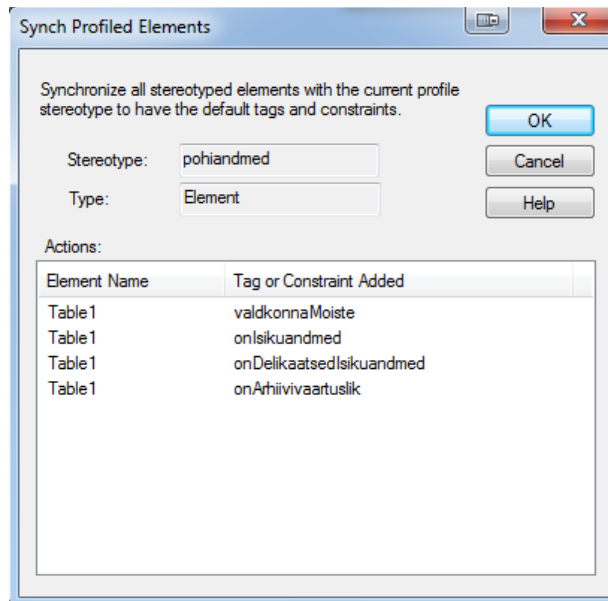 Synch Profiled Elements
Synchronize all stereotyped elements with the current profile
stereotype to have the default tags and constraints.
OK
Stereotype: pohiandmed
Cancel
Type: Element
Help
Actions:
Element Name Tag or Constraint Added
Table1 valdkonnaMoiste
Table1 onIsikuandmed
Table1 onDelikaatsedIsikuandmed
Table1 onArhiivivaartuslik